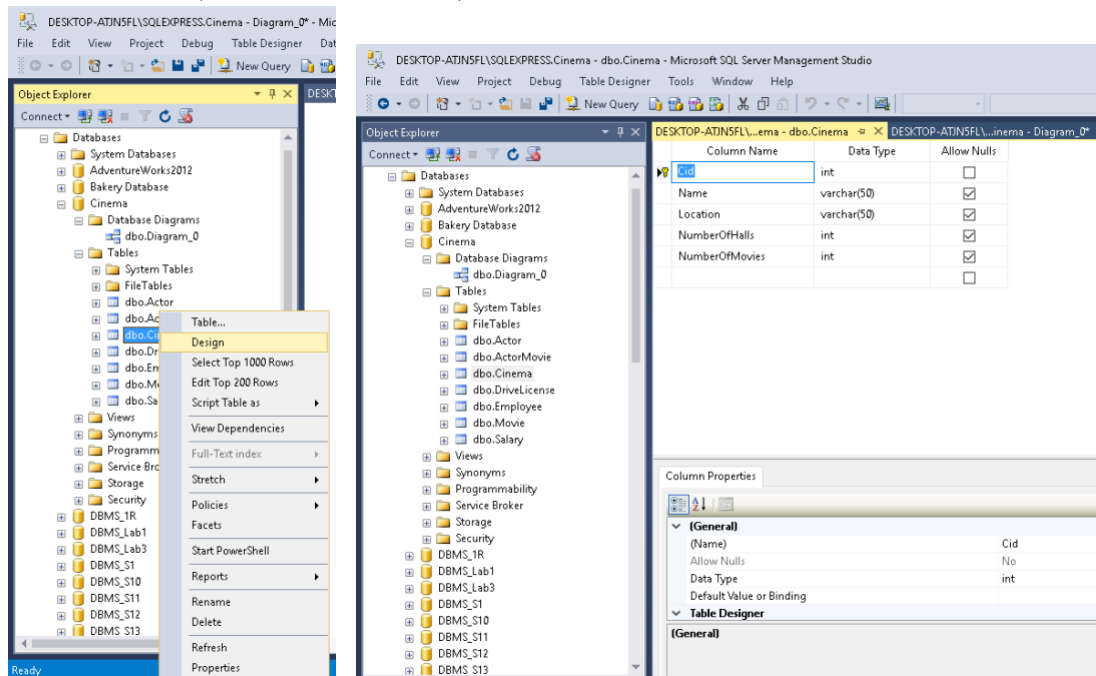 DESKTOP-ATJN5FL\SQLEXPRESS.Cinema - Diagram_0* - Mic
File Edit View Project Debug Table Designer Dat
New Query
Object Explorer
DESKT
Connect
Databases
System Databases
AdventureWorks2012
Bakery Database
Cinema
Database Diagrams
dbo.Diagram_0
Tables
System Tables
FileTables
dbo.Actor
dbo.Ac
dbo.Ci
dbo.Dr
dbo.Em
dbo.Mo
dbo.Sa
Views
Synonyms
Programm
Service Bro
Storage
Security
DBMS_1R
DBMS_Lab1
DBMS_Lab3
DBMS_S1
DBMS_S10
DBMS_S11
DBMS_S12
DBMS_S13
Ready
Table...
Design
Select Top 1000 Rows
Edit Top 200 Rows
Script Table as
View Dependencies
Full-Text index
Stretch
Policies
Facets
Start PowerShell
Reports
Rename
Delete
Refresh
Properties
DESKTOP-ATJN5FL\SQLEXPRESS.Cinema - dbo.Cinema - Microsoft SQL Server Management Studio
File Edit View Project Debug Table Designer Tools Window Help
New Query
Object Explorer
Connect
Databases
System Databases
AdventureWorks2012
Bakery Database
Cinema
Database Diagrams
dbo.Diagram_0
Tables
System Tables
FileTables
dbo.Actor
dbo.ActorMovie
dbo.Cinema
dbo.DriveLicense
dbo.Employee
dbo.Movie
dbo.Salary
Views
Synonyms
Programmability
Service Broker
Storage
Security
DBMS_1R
DBMS_Lab1
DBMS_Lab3
DBMS_S1
DBMS_S10
DBMS_S11
DBMS_S12
DBMS_S13
DESKTOP-ATJN5FL\...ema - dbo.Cinema DESKTOP-ATJN5FL\...inema - Diagram_0*
Column Name Data Type Allow Nulls
Cid int
Name varchar(50)
Location varchar(50)
NumberOfHalls int
NumberOfMovies int
Column Properties
(General)
(Name) Cid
Allow Nulls No
Data Type int
Default Value or Binding
Table Designer
(General)